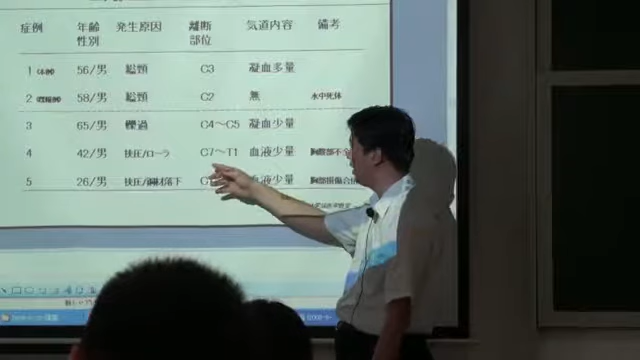 症例 年齢 発生原因 離断 気道内容 備考
性別 部位
1 56/男 縊頸 C3 凝血多量
2 58/男 縊頸 C2 無 水中死体
3 65/男 轢過 C4〜C5 凝血少量
4 42/男 挟圧/ローラ C7〜T1 血液少量
5 26/男 挟圧/鋼材落下 血液少量